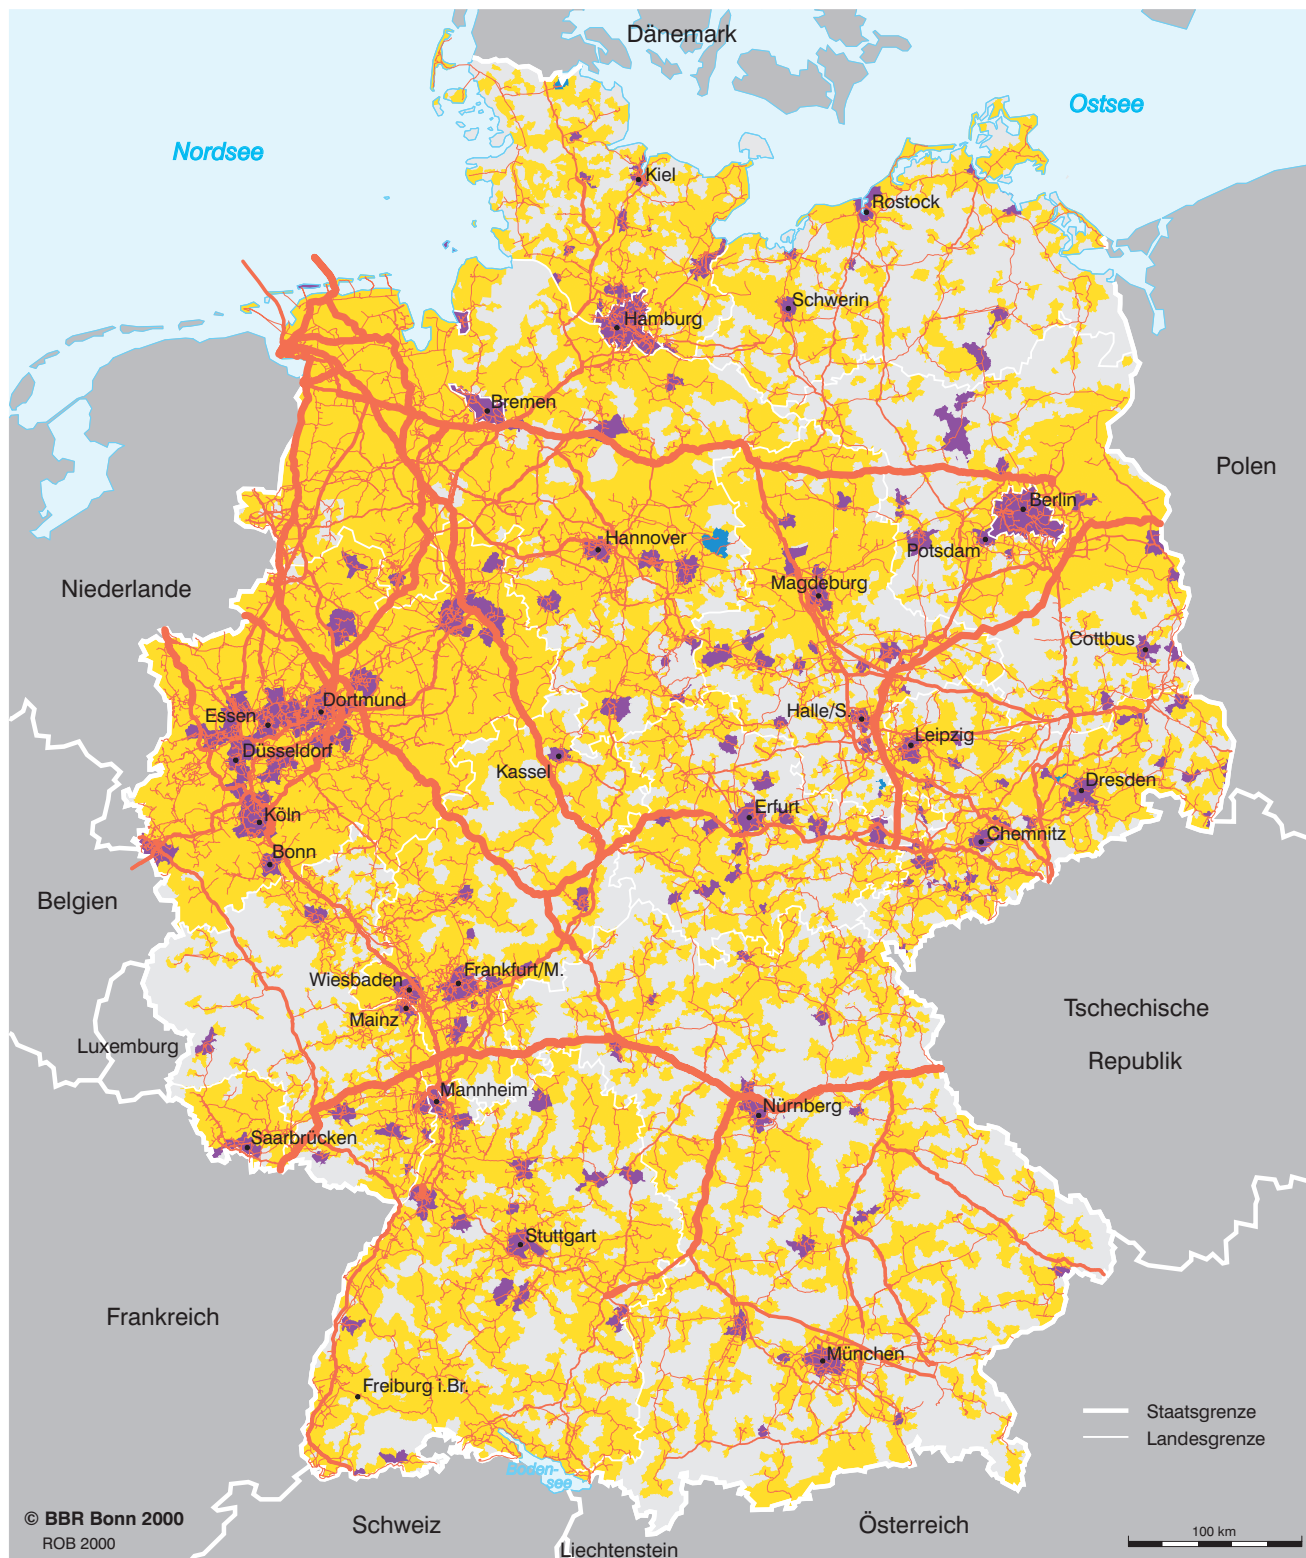 Dänemark
Ostsee
Nordsee
Kiel
Rostock
Schwerin
Hamburg
Bremen
Polen
Berlin
Hannover
Potsdam
Niederlande
Magdeburg
Cottbus
Dortmund
Essen
Halle/S.
Leipzig
Düsseldorf
Kassel
Dresden
Erfurt
Köln
Chemnitz
Bonn
Belgien
Frankfurt/M.
Wiesbaden
Tschechische
Mainz
Luxemburg
Republik
Mannheim
Nürnberg
Saarbrücken
Stuttgart
Frankreich
München
Freiburg i.Br.
Staatsgrenze
Landesgrenze
Boden-
see
© BBR Bonn 2000
ROB 2000
Schweiz
Österreich
100 km
Liechtenstein